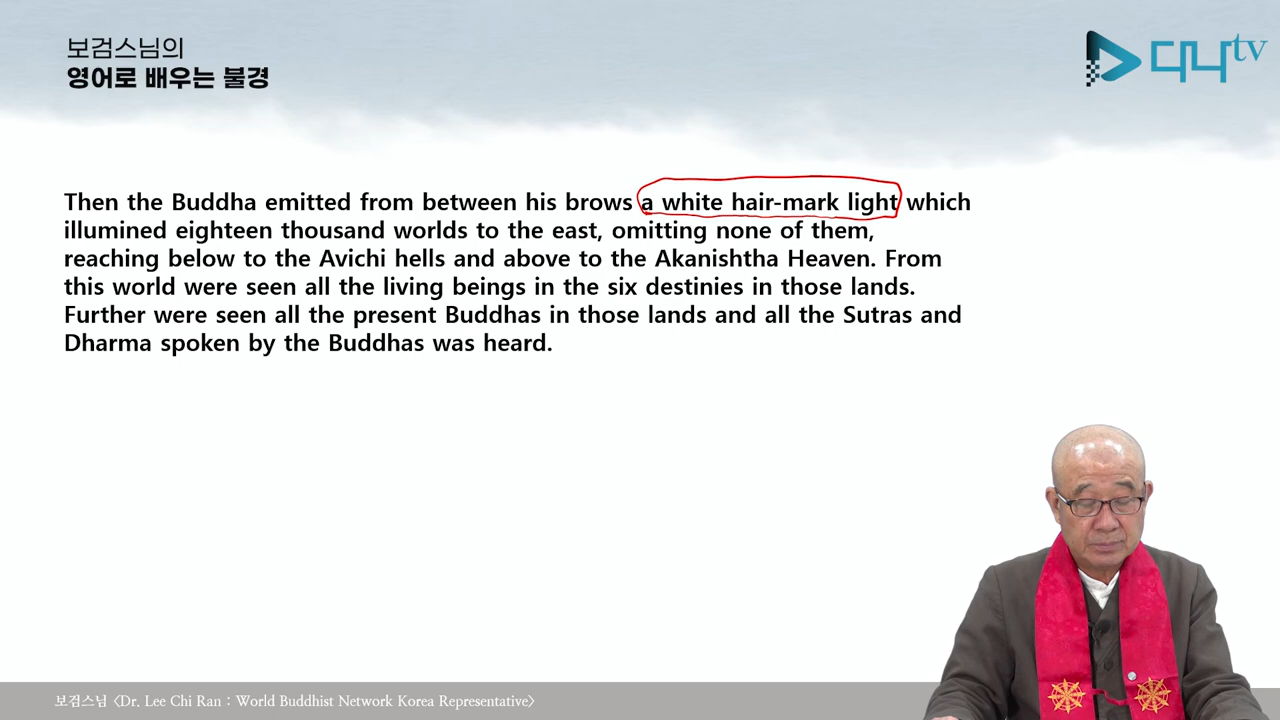 보검스님의
영어로 배우는 불경
다나tv
Then the Buddha emitted from between his brows a white hair-mark light which
illumined eighteen thousand worlds to the east, omitting none of them,
reaching below to the Avichi hells and above to the Akanishtha Heaven. From
this world were seen all the living beings in the six destinies in those lands.
Further were seen all the present Buddhas in those lands and all the Sutras and
Dharma spoken by the Buddhas was heard.
보검스님 <Dr. Lee Chi Ran : World Buddhist Network Korea Representative>